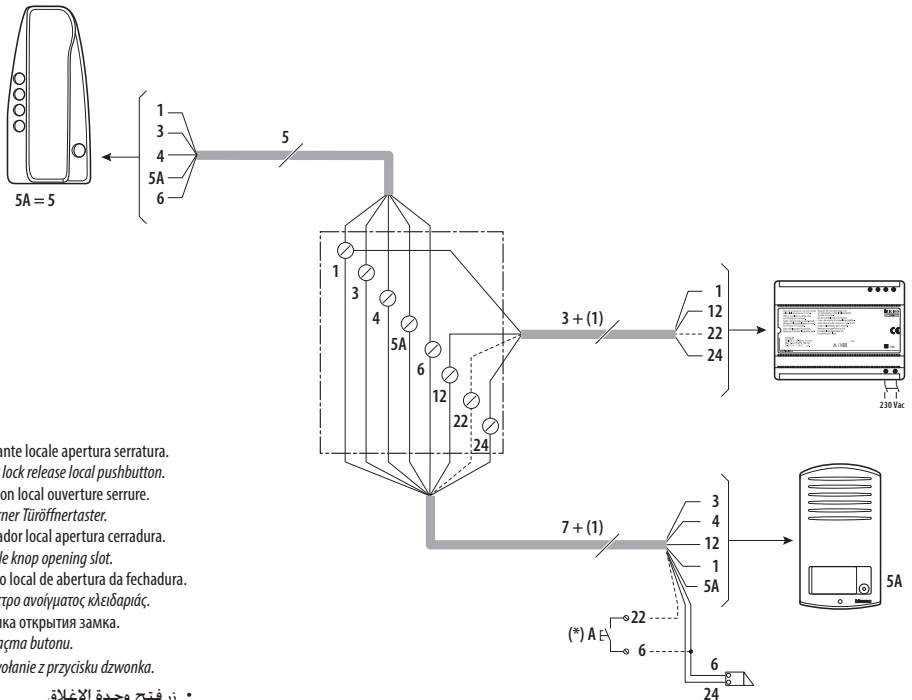 1
3
4
5A
6
5
5A = 5
1
3
4
5A
6
12
22
24
3 + (1)
1
12
22
24
230 Vac
7 + (1)
3
4
12
1
5A
5A
22
(*) A
6
6
24
ante locale apertura serratura.
lock release local pushbutton.
on local ouverture serrure.
rner Türöffnertaster.
ador local apertura cerradura.
le knop opening slot.
o local de abertura da fechadura.
κτρο ανοίγματος κλειδαριάς.
ка открытия замка.
açma butonu.
wołanie z przycisku dzwonka.
• زر فتح وحدة الإغلاق